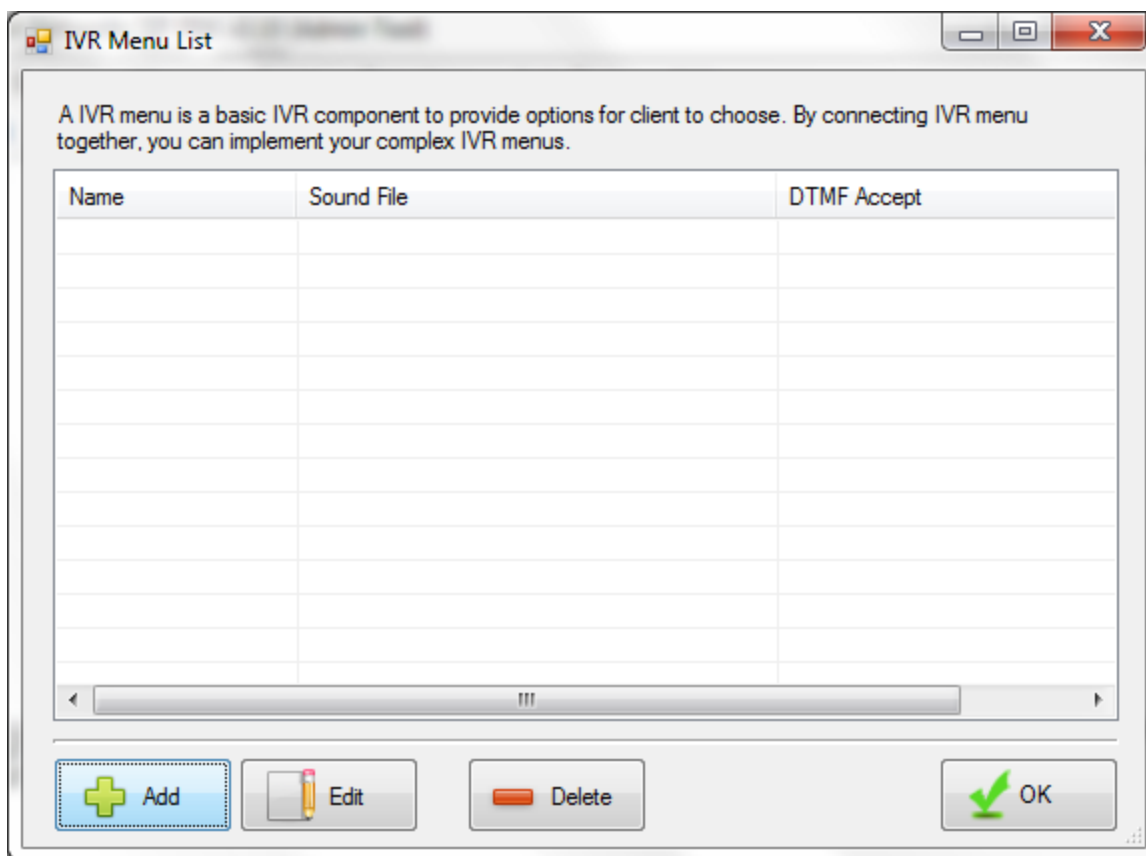 IVR Menu List
A IVR menu is a basic IVR component to provide options for client to choose. By connecting IVR menu
together, you can implement your complex IVR menus.
Name Sound File DTMF Accept
Add Edit Delete OK